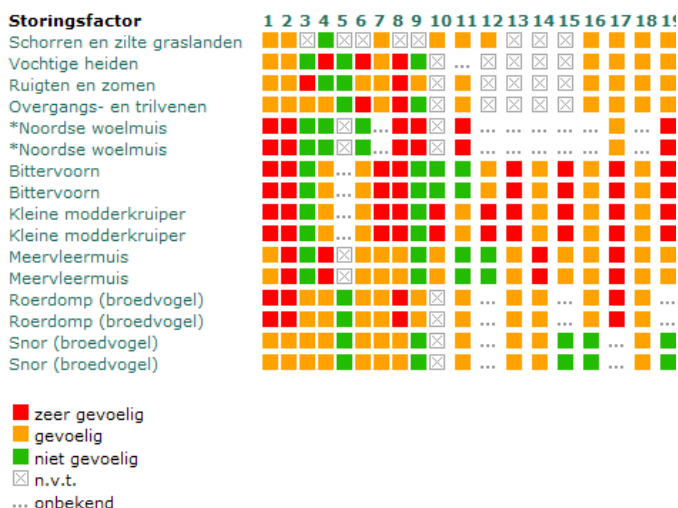 Storingsfactor 1 2 3 4 5 6 7 8 9 10 11 12 13 14 15 16 17 18 19
Schorren en zilte graslanden
Vochtige heiden ...
Ruigten en zomen
Overgangs- en trilvenen
*Noordse woelmuis ... ... ... ... ... ... ...
*Noordse woelmuis ... ... ... ... ... ... ...
Bittervoorn ...
Bittervoorn ...
Kleine modderkruiper ...
Kleine modderkruiper ...
Meervleermuis
Meervleermuis
Roerdomp (broedvogel) ... ... ...
Roerdomp (broedvogel) ... ... ...
Snor (broedvogel) ... ...
Snor (broedvogel) ... ...
zeer gevoelig
gevoelig
niet gevoelig
n.v.t.
... onbekend